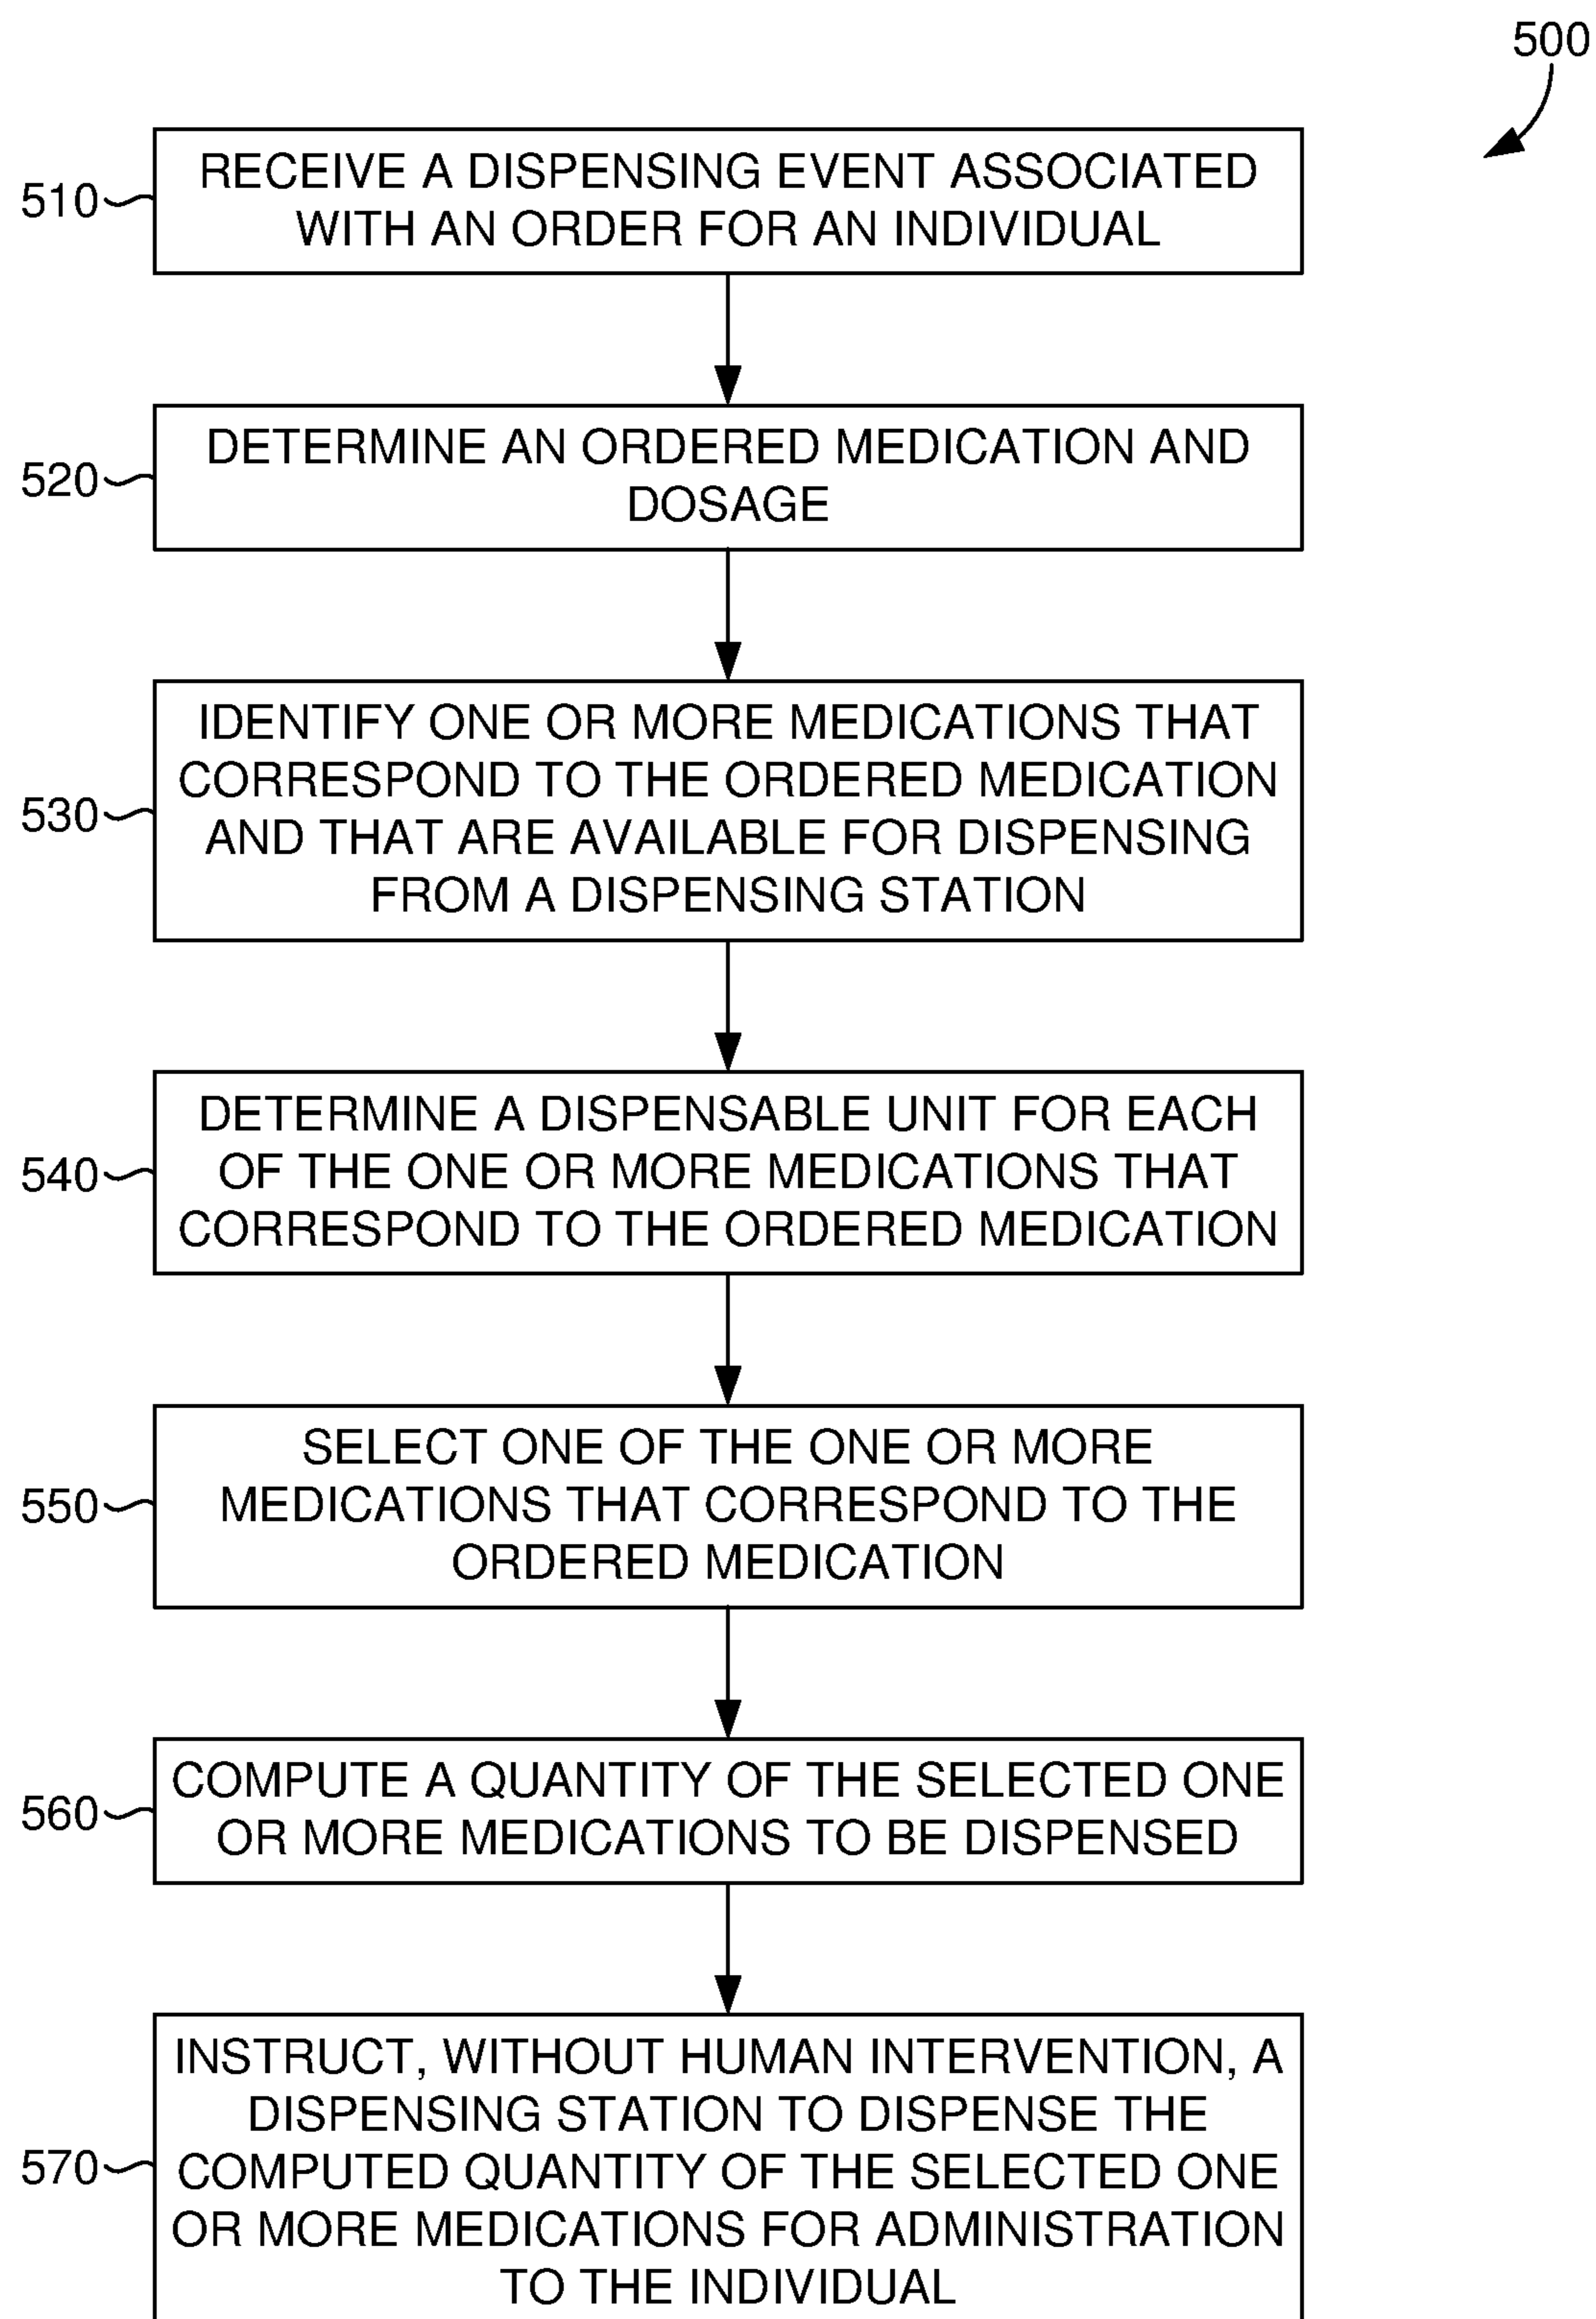 500
510
RECEIVE A DISPENSING EVENT ASSOCIATED
WITH AN ORDER FOR AN INDIVIDUAL
520
DETERMINE AN ORDERED MEDICATION AND
DOSAGE
530
IDENTIFY ONE OR MORE MEDICATIONS THAT
CORRESPOND TO THE ORDERED MEDICATION
AND THAT ARE AVAILABLE FOR DISPENSING
FROM A DISPENSING STATION
540
DETERMINE A DISPENSABLE UNIT FOR EACH
OF THE ONE OR MORE MEDICATIONS THAT
CORRESPOND TO THE ORDERED MEDICATION
550
SELECT ONE OF THE ONE OR MORE
MEDICATIONS THAT CORRESPOND TO THE
ORDERED MEDICATION
560
COMPUTE A QUANTITY OF THE SELECTED ONE
OR MORE MEDICATIONS TO BE DISPENSED
570
INSTRUCT, WITHOUT HUMAN INTERVENTION, A
DISPENSING STATION TO DISPENSE THE
COMPUTED QUANTITY OF THE SELECTED ONE
OR MORE MEDICATIONS FOR ADMINISTRATION
TO THE INDIVIDUAL